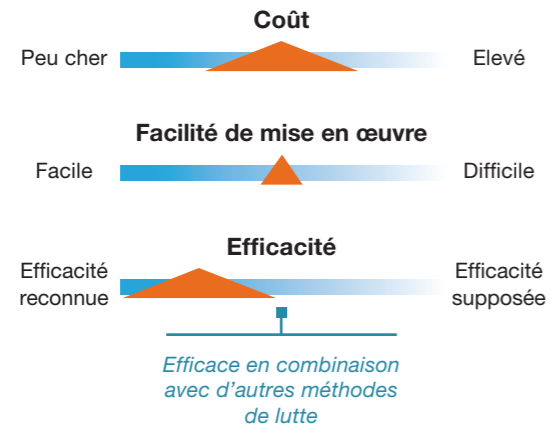 Coût
Peu cher
Elevé
Facilité de mise en œuvre
Facile
Difficile
Efficacité
Efficacité
reconnue
Efficacité
supposée
Efficace en combinaison
avec d'autres méthodes
de lutte